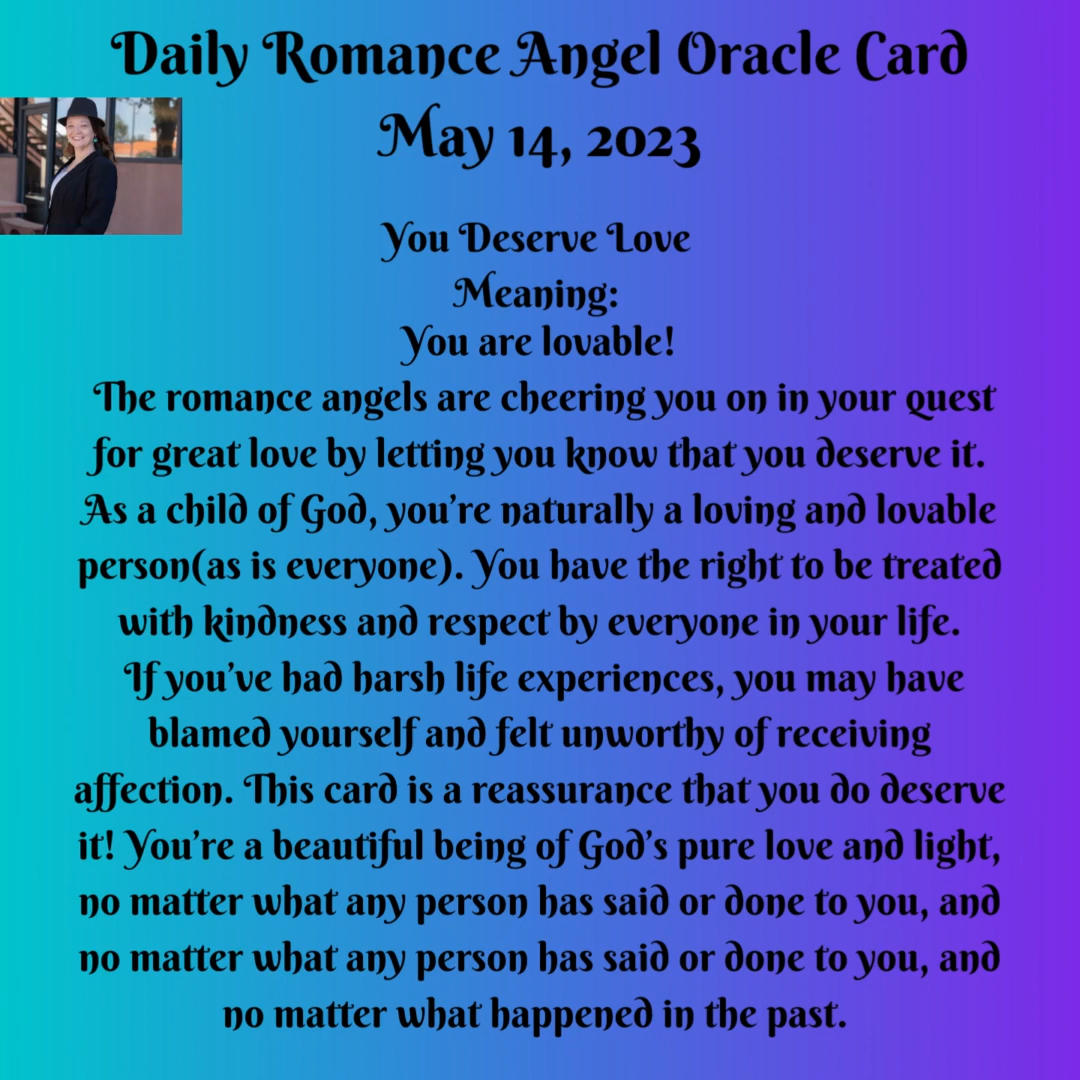 Daily Romance Angel Oracle Card
May 14, 2023
You Deserve Love
Meaning:
You are lovable!
The romance angels are cheering you on in your quest
for great love by letting you know that you deserve it.
As a child of God, you're naturally a loving and lovable
person(as is everyone). You have the right to be treated
with kindness and respect by everyone in your life.
If you've had harsh life experiences, you may have
blamed yourself and felt unworthy of receiving
affection. This card is a reassurance that you do deserve
it! You're a beautiful being of God's pure love and light,
no matter what any person has said or done to you, and
no matter what any person has said or done to you, and
no matter what happened in the past.